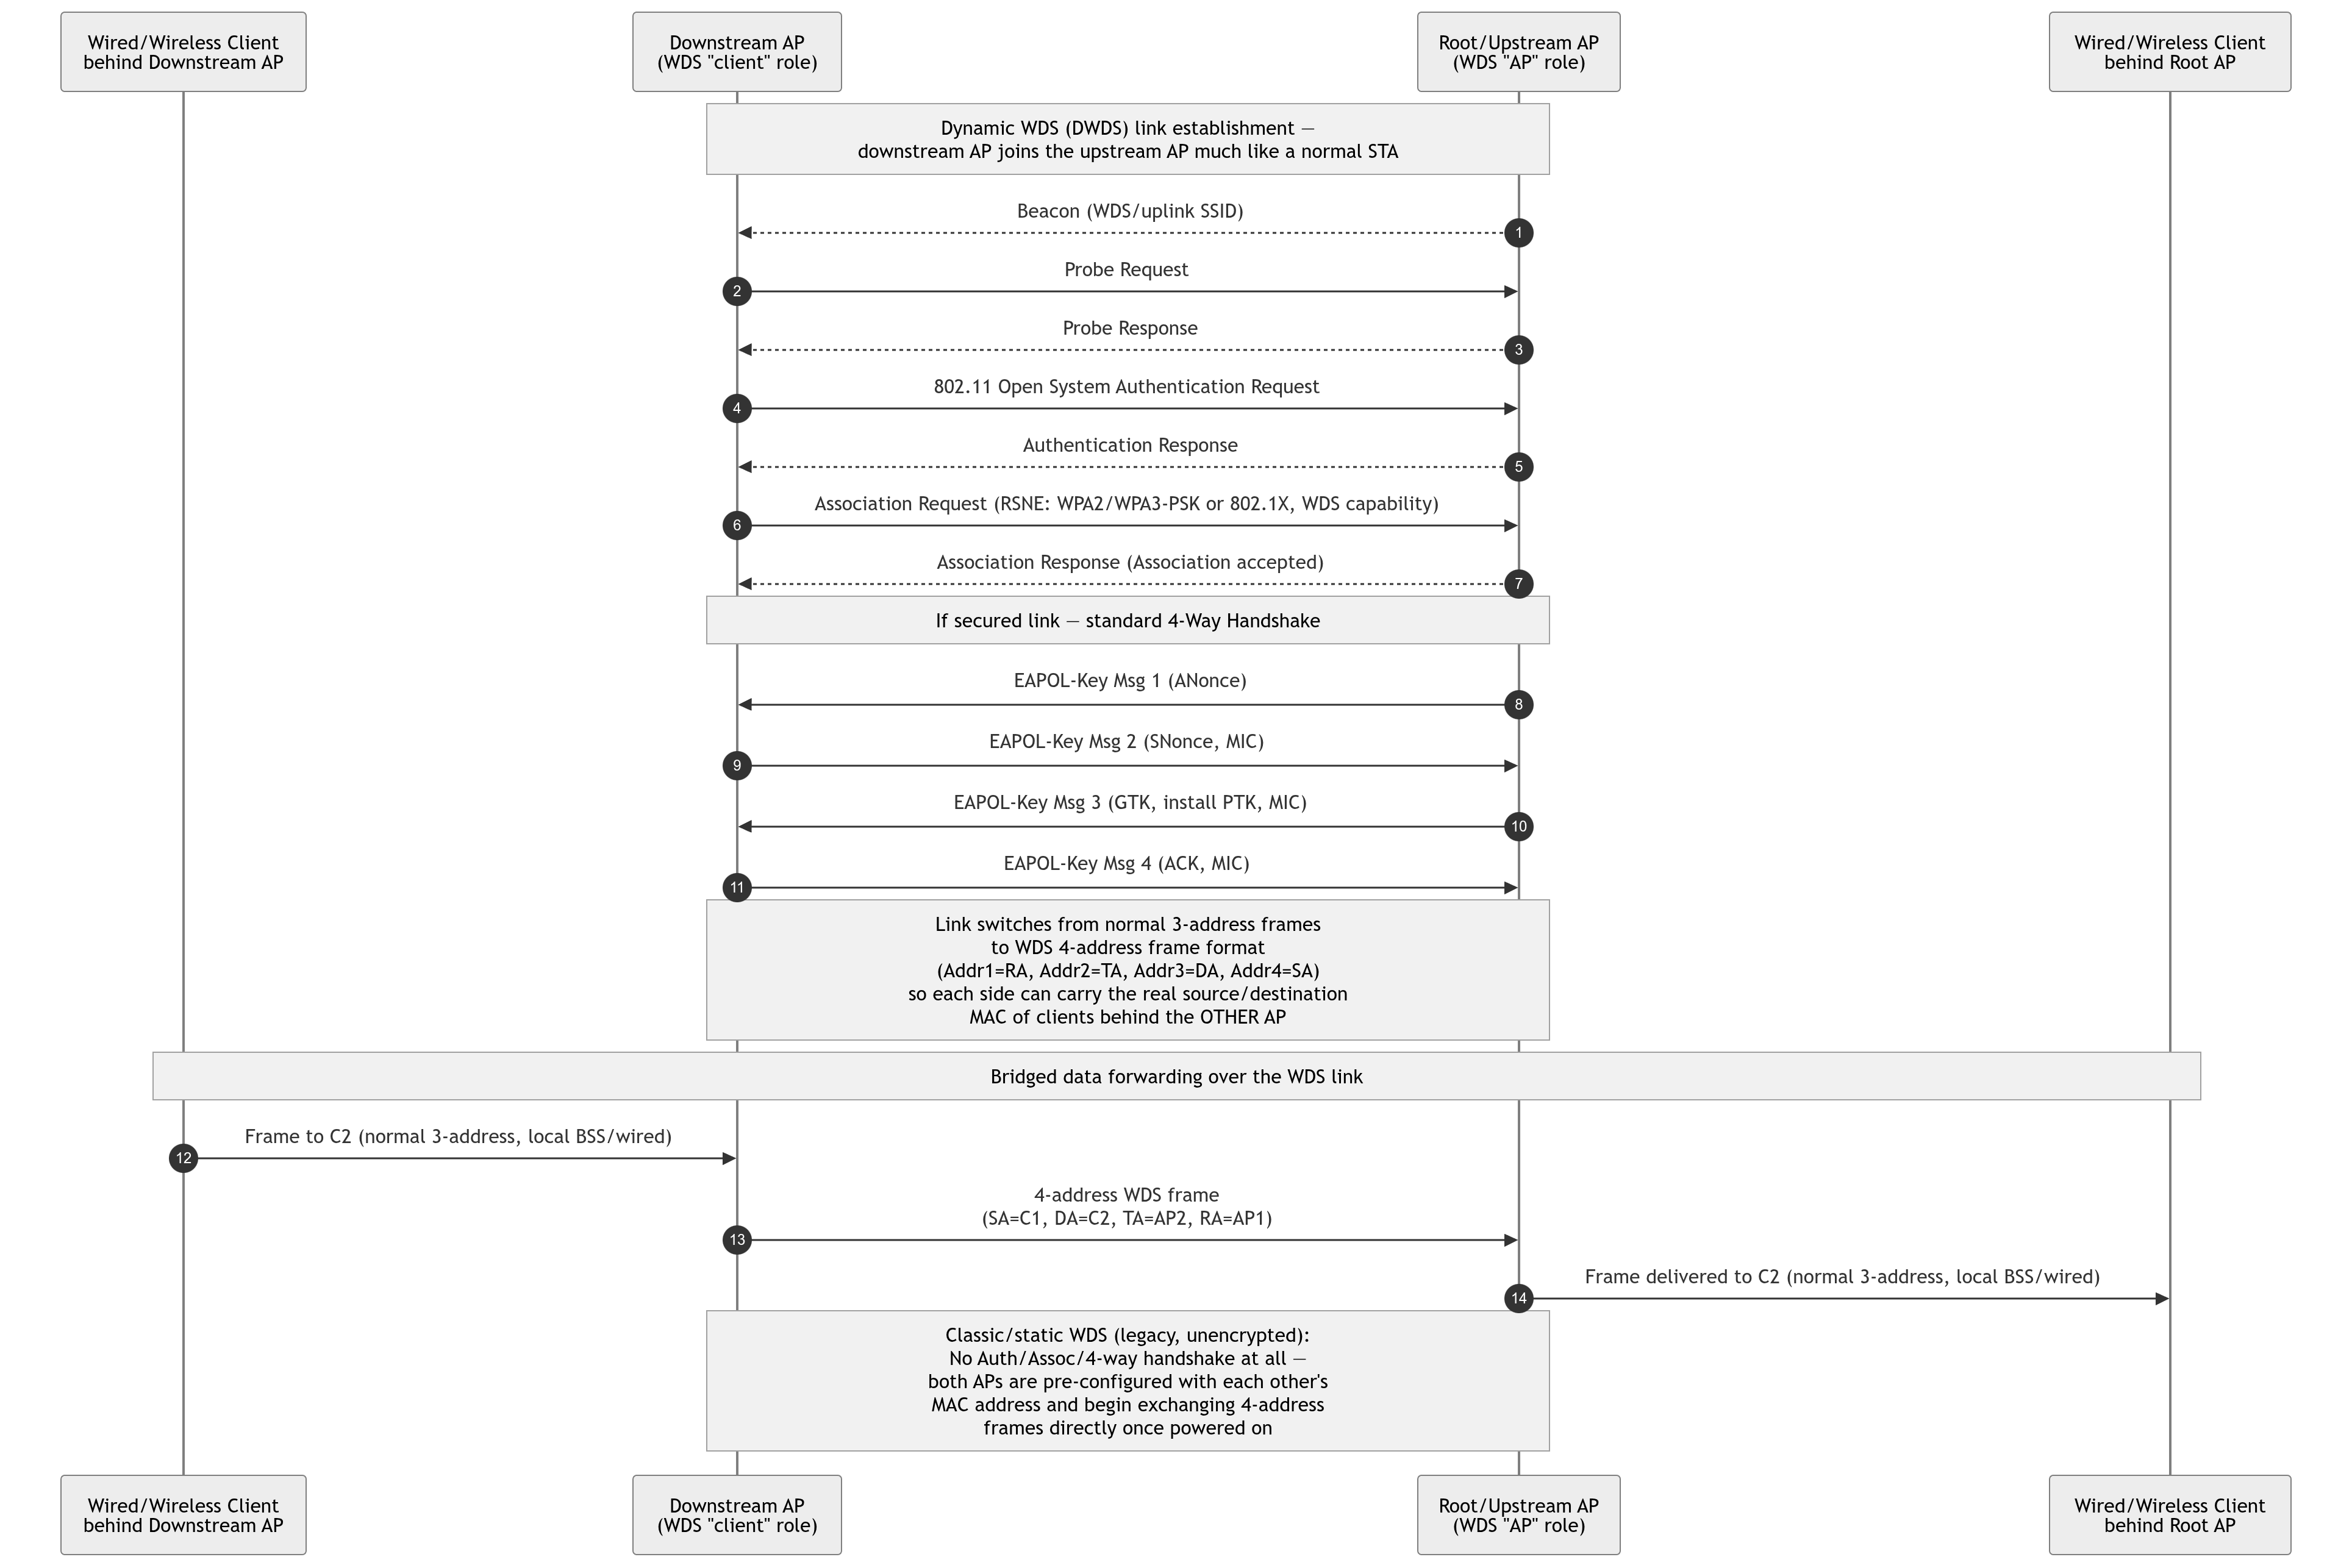 Wired/Wireless Client
behind Downstream AP
Downstream AP
(WDS "client" role)
Root/Upstream AP
(WDS "AP" role)
Wired/Wireless Client
behind Root AP
Dynamic WDS (DWDS) link establishment —
downstream AP joins the upstream AP much like a normal STA
Beacon (WDS/uplink SSID)
1
Probe Request
2
Probe Response
3
802.11 Open System Authentication Request
4
Authentication Response
5
Association Request (RSNE: WPA2/WPA3-PSK or 802.1X, WDS capability)
6
Association Response (Association accepted)
7
If secured link — standard 4-Way Handshake
EAPOL-Key Msg 1 (ANonce)
8
EAPOL-Key Msg 2 (SNonce, MIC)
9
EAPOL-Key Msg 3 (GTK, install PTK, MIC)
10
EAPOL-Key Msg 4 (ACK, MIC)
11
Link switches from normal 3-address frames
to WDS 4-address frame format
(Addr1=RA, Addr2=TA, Addr3=DA, Addr4=SA)
so each side can carry the real source/destination
MAC of clients behind the OTHER AP
Bridged data forwarding over the WDS link
Frame to C2 (normal 3-address, local BSS/wired)
12
4-address WDS frame
(SA=C1, DA=C2, TA=AP2, RA=AP1)
13
Frame delivered to C2 (normal 3-address, local BSS/wired)
14
Classic/static WDS (legacy, unencrypted):
No Auth/Assoc/4-way handshake at all —
both APs are pre-configured with each other's
MAC address and begin exchanging 4-address
frames directly once powered on
Wired/Wireless Client
behind Downstream AP
Downstream AP
(WDS "client" role)
Root/Upstream AP
(WDS "AP" role)
Wired/Wireless Client
behind Root AP